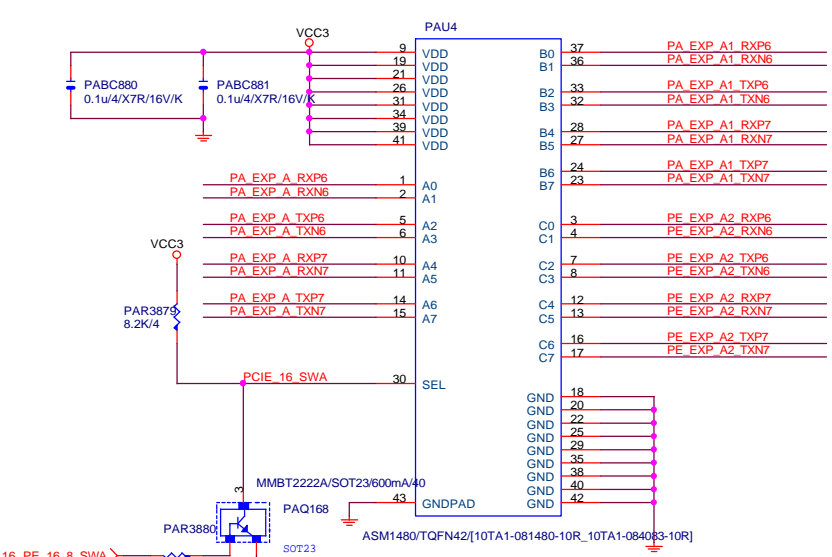 PAU4
VCC3
9 VDD B0 37 PA_EXP_A1_RXP6
19 VDD B1 36 PA_EXP_A1_RXN6
21 VDD
PABC880 PABC881 26 VDD B2 33 PA_EXP_A1_TXP6
0.1u/4/X7R/16V/K 0.1u/4/X7R/16V/K 31 VDD B3 32 PA_EXP_A1_TXN6
34 VDD
39 VDD B4 28 PA_EXP_A1_RXP7
41 VDD B5 27 PA_EXP_A1_RXN7
B6 24 PA_EXP_A1_TXP7
PA_EXP_A_RXP6 1 A0 B7 23 PA_EXP_A1_TXN7
PA_EXP_A_RXN6 2 A1
PA_EXP_A_TXP6 5 A2 C0 3 PE_EXP_A2_RXP6
PA_EXP_A_TXN6 6 A3 C1 4 PE_EXP_A2_RXN6
VCC3
PA_EXP_A_RXP7 10 A4 C2 7 PE_EXP_A2_TXP6
PA_EXP_A_RXN7 11 A5 C3 8 PE_EXP_A2_TXN6
PA_EXP_A_TXP7 14 A6 C4 12 PE_EXP_A2_RXP7
PAR3879 PA_EXP_A_TXN7 15 A7 C5 13 PE_EXP_A2_RXN7
8.2K/4
C6 16 PE_EXP_A2_TXP7
C7 17 PE_EXP_A2_TXN7
PCIE_16_SWA 30 SEL
GND 18
GND 20
GND 22
GND 25
GND 29
GND 35
GND 38
3 MMBT2222A/SOT23/600mA/40 GND 40
43 GNDPAD GND 42
PAQ168
PAR3880
ASM1480/TQFN42/[10TA1-081480-10R_10TA1-084083-10R]
SOT23
16_PE_16_8_SWA